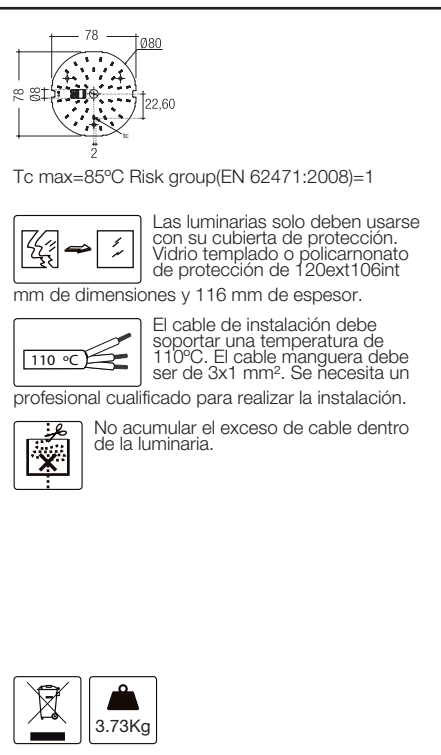 78
Ø80
78
Ø8
22,60
tc
2
Tc max=85ºC Risk group(EN 62471:2008)=1
Las luminarias solo deben usarse
con su cubierta de protección.
Vidrio templado o policarnonato
de protección de 120ext106int
mm de dimensiones y 116 mm de espesor.
110 ºC
El cable de instalación debe
soportar una temperatura de
110ºC. El cable manguera debe
ser de 3x1 mm². Se necesita un
profesional cualificado para realizar la instalación.
No acumular el exceso de cable dentro
de la luminaria.
3.73Kg